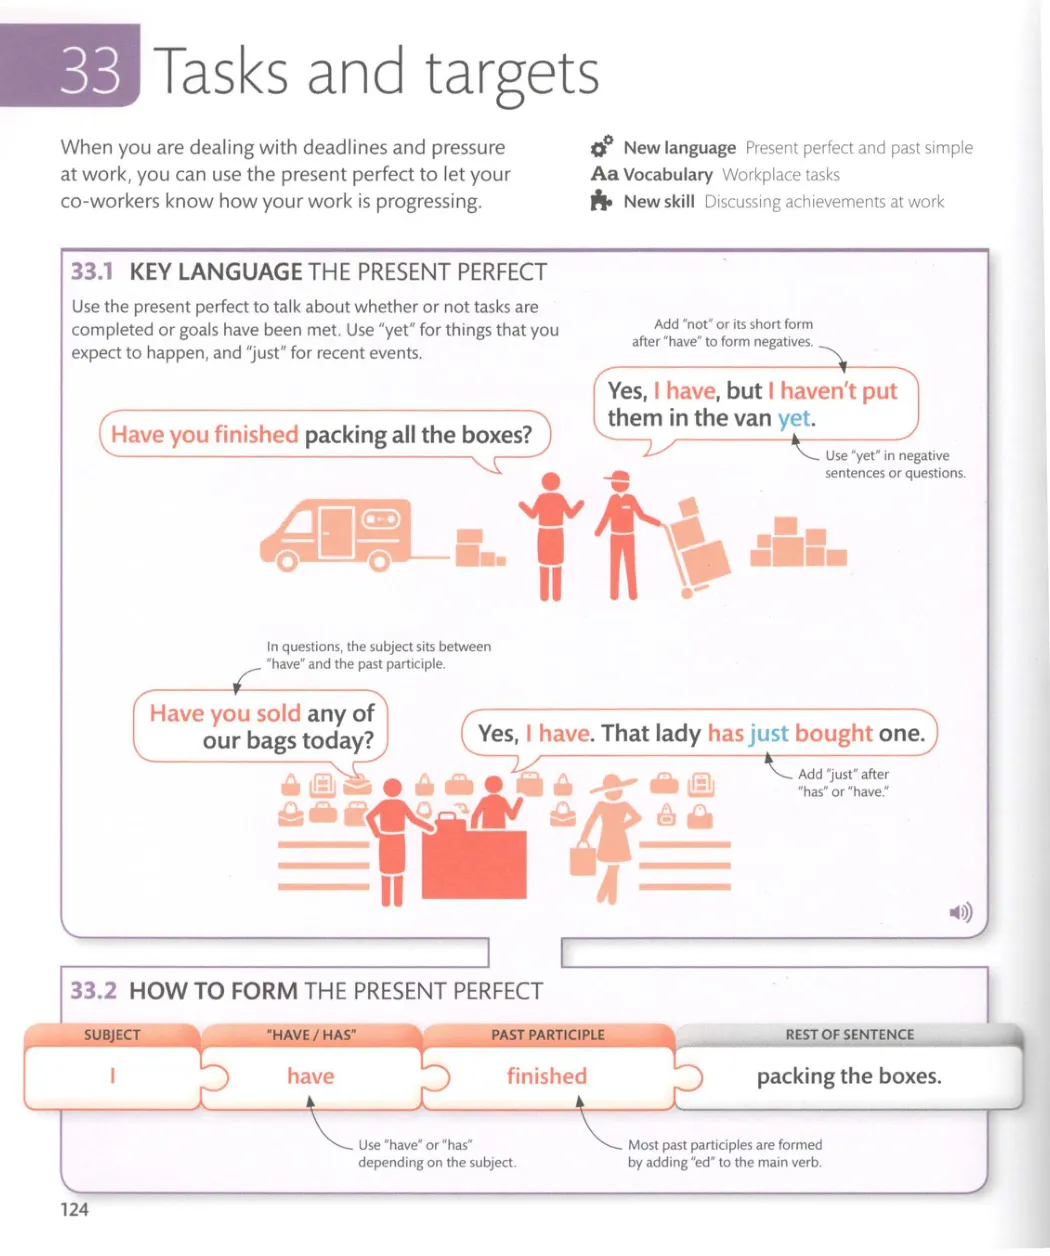 33 Tasks and targets
When you are dealing with deadlines and pressure
at work, you can use the present perfect to let your
co-workers know how your work is progressing.
New language Present perfect and past simple
Aa Vocabulary Workplace tasks
New skill Discussing achievements at work
33.1 KEY LANGUAGE THE PRESENT PERFECT
Use the present perfect to talk about whether or not tasks are
completed or goals have been met. Use "yet" for things that you
expect to happen, and "just" for recent events.
Add "not" or its short form
after "have" to form negatives.
Have you finished packing all the boxes?
Yes, I have, but I haven't put
them in the van yet.
Use "yet" in negative
sentences or questions.
In questions, the subject sits between
"have" and the past participle.
Have you sold any of
our bags today?
Yes, I have. That lady has just bought one.
Add "just" after
"has" or "have."
33.2 HOW TO FORM THE PRESENT PERFECT
SUBJECT "HAVE / HAS" PAST PARTICIPLE REST OF SENTENCE
I have finished packing the boxes.
Use "have" or "has"
depending on the subject.
Most past participles are formed
by adding "ed" to the main verb.
124